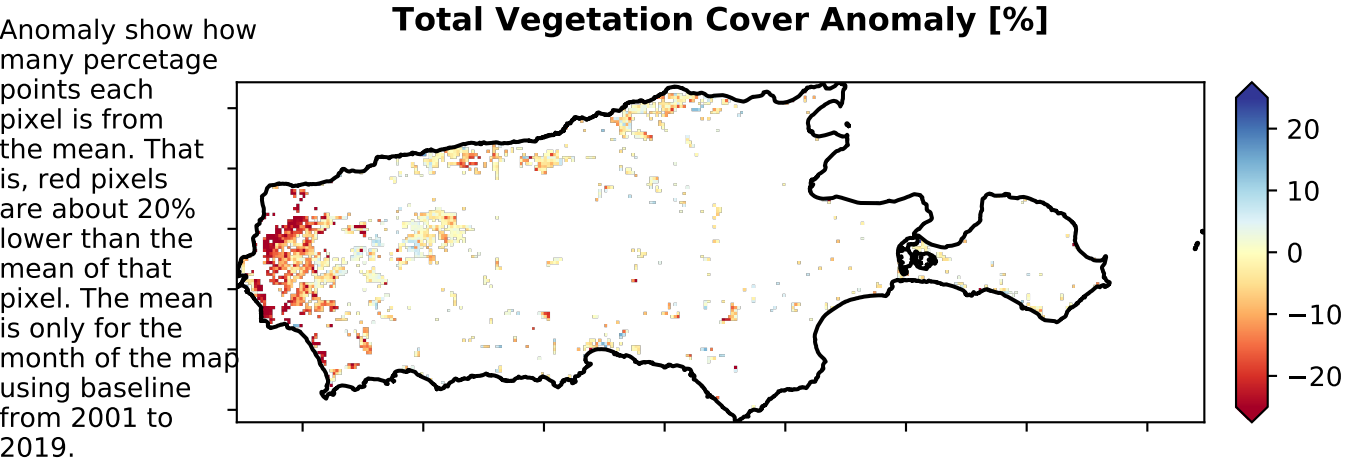 Total Vegetation Cover Anomaly [%]
Anomaly show how
many percetage
points each
pixel is from
the mean. That
is, red pixels
are about 20%
lower than the
mean of that
pixel. The mean
is only for the
month of the map
using baseline
from 2001 to
2019.
20
10
0
−10
−20